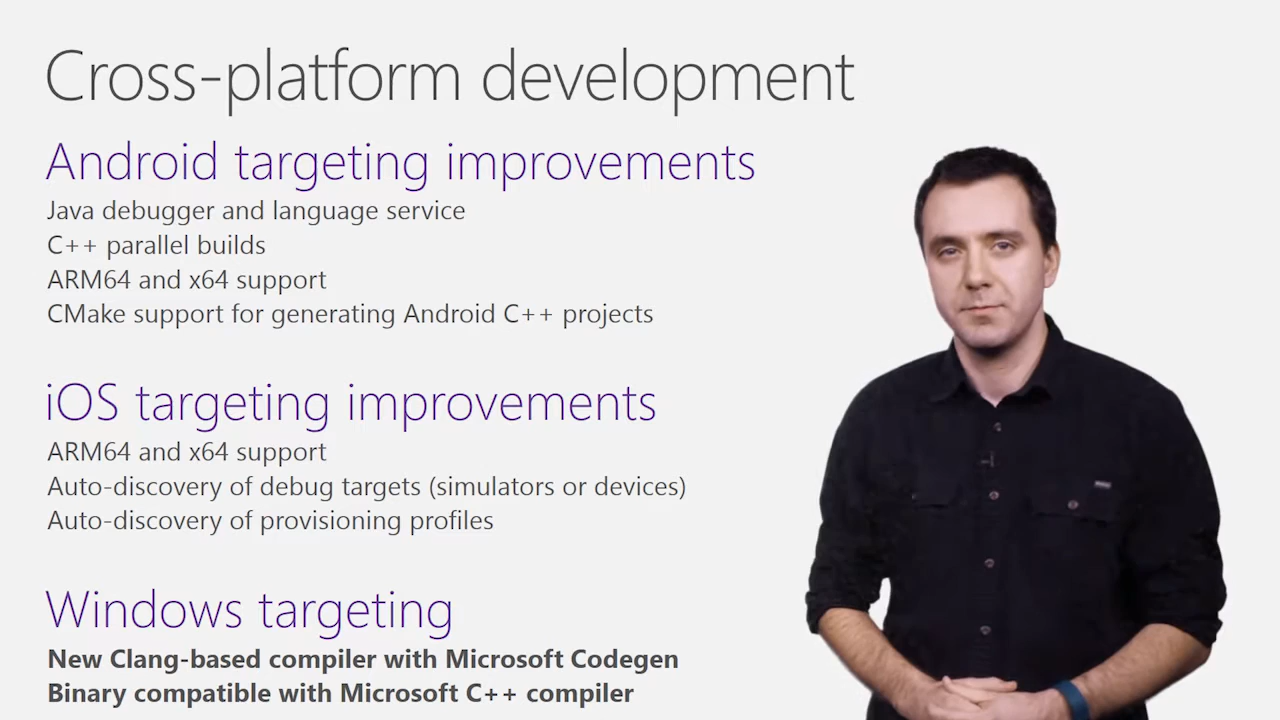 Cross-platform development
Android targeting improvements
Java debugger and language service
C++ parallel builds
ARM64 and x64 support
CMake support for generating Android C++ projects
iOS targeting improvements
ARM64 and x64 support
Auto-discovery of debug targets (simulators or devices)
Auto-discovery of provisioning profiles
Windows targeting
New Clang-based compiler with Microsoft Codegen
Binary compatible with Microsoft C++ compiler